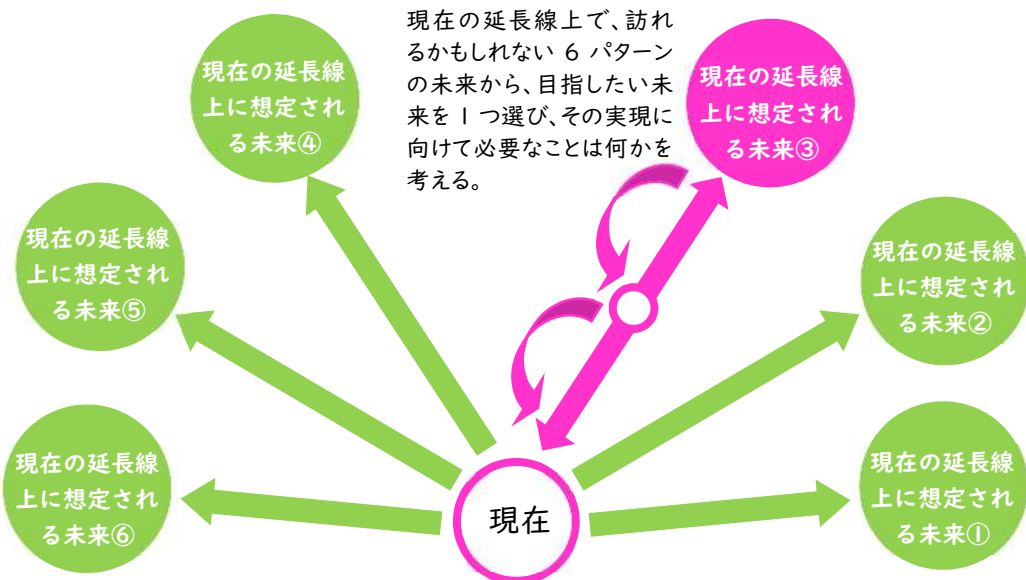 現在の延長線上で、訪れ
るかもしれない 6 パターン
の未来から、目指したい未
来を 1 つ選び、その実現に
向けて必要なことは何かを
考える。
現在の延長線
上に想定され
る未来④
現在の延長線
上に想定され
る未来③
現在の延長線
上に想定され
る未来⑤
現在の延長線
上に想定され
る未来②
現在の延長線
上に想定され
る未来⑥
現在
現在の延長線
上に想定され
る未来①